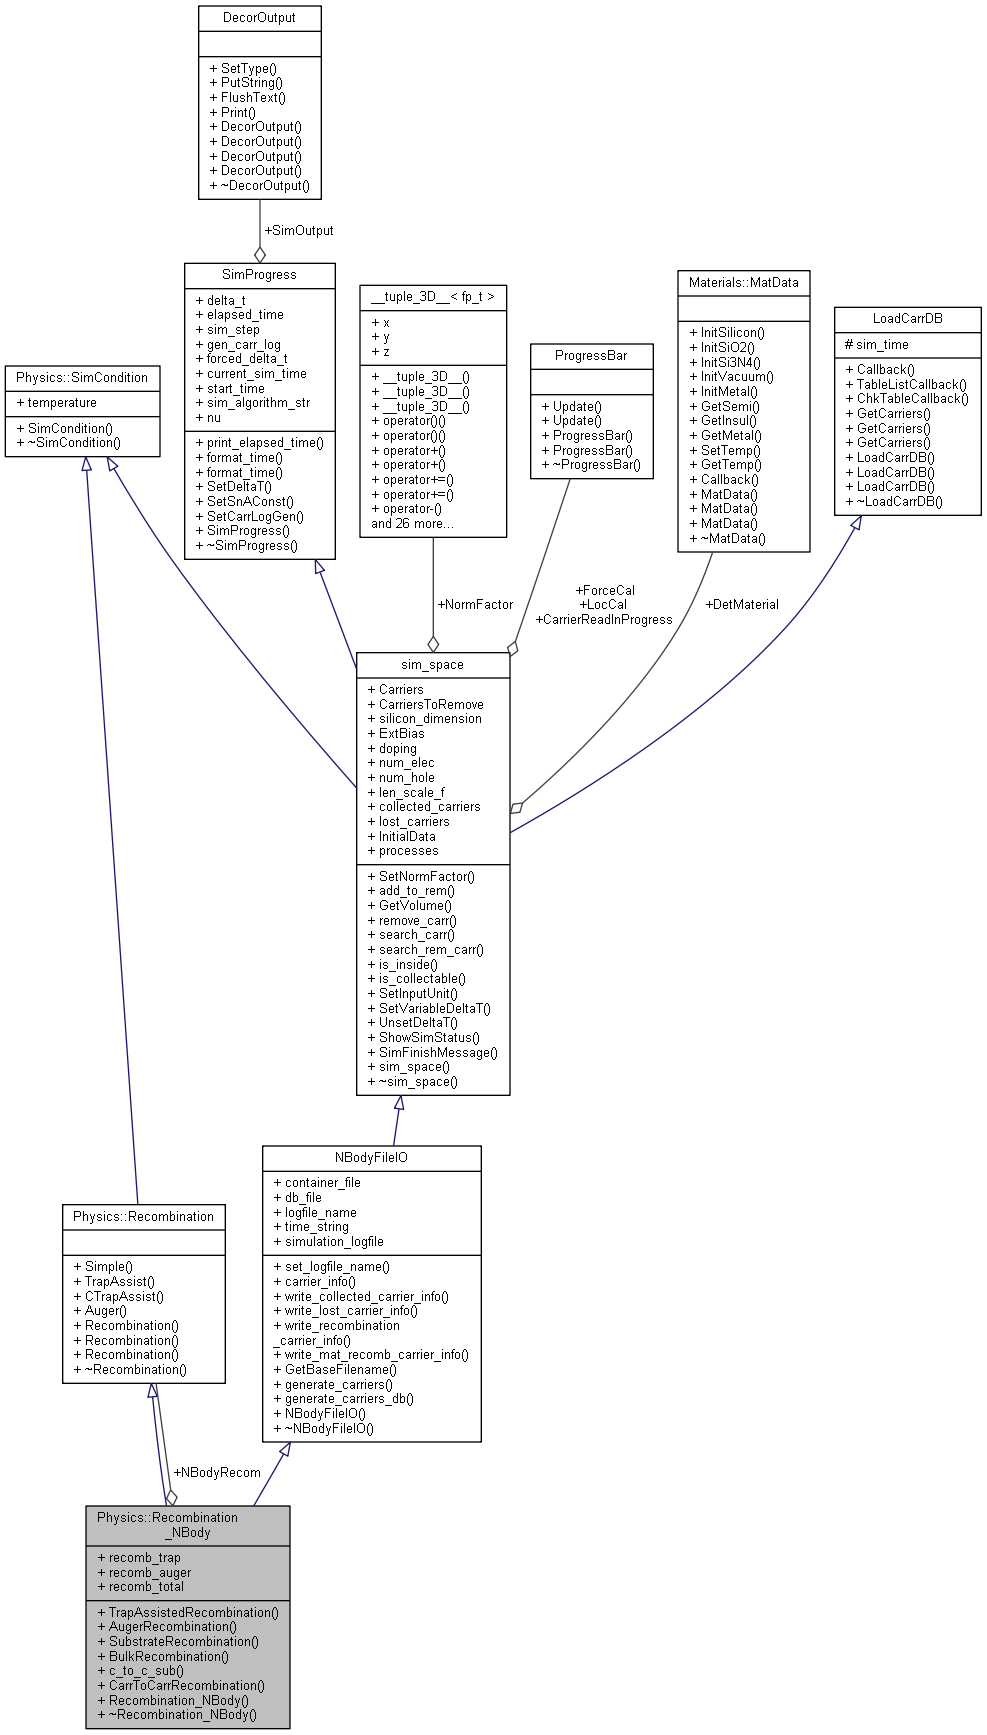 DecorOutput
+ SetType()
+ PutString()
+ FlushText()
+ Print()
+ DecorOutput()
+ DecorOutput()
+ DecorOutput()
+ DecorOutput()
+ ~DecorOutput()
+SimOutput
SimProgress
+ delta_t
+ elapsed_time
+ sim_step
+ gen_carr_log
+ forced_delta_t
+ current_sim_time
+ start_time
+ sim_algorithm_str
+ nu
+ print_elapsed_time()
+ format_time()
+ format_time()
+ SetDeltaT()
+ SetSnAConst()
+ SetCarrLogGen()
+ SimProgress()
+ ~SimProgress()
__tuple_3D__< fp_t >
+ x
+ y
+ z
+ __tuple_3D__()
+ __tuple_3D__()
+ __tuple_3D__()
+ operator()()
+ operator()()
+ operator+()
+ operator+()
+ operator+=()
+ operator+=()
+ operator-()
and 26 more...
ProgressBar
+ Update()
+ Update()
+ ProgressBar()
+ ProgressBar()
+ ~ProgressBar()
Materials::MatData
+ InitSilicon()
+ InitSiO2()
+ InitSi3N4()
+ InitVacuum()
+ InitMetal()
+ GetSemi()
+ GetInsul()
+ GetMetal()
+ SetTemp()
+ GetTemp()
+ Callback()
+ MatData()
+ MatData()
+ MatData()
+ ~MatData()
LoadCarrDB
# sim_time
+ Callback()
+ TableListCallback()
+ ChkTableCallback()
+ GetCarriers()
+ GetCarriers()
+ GetCarriers()
+ LoadCarrDB()
+ LoadCarrDB()
+ LoadCarrDB()
+ ~LoadCarrDB()
Physics::SimCondition
+ temperature
+ SimCondition()
+ ~SimCondition()
+NormFactor
+ForceCal
+LocCal
+CarrierReadInProgress
+DetMaterial
sim_space
+ Carriers
+ CarriersToRemove
+ silicon_dimension
+ ExtBias
+ doping
+ num_elec
+ num_hole
+ len_scale_f
+ collected_carriers
+ lost_carriers
+ InitialData
+ processes
+ SetNormFactor()
+ add_to_rem()
+ GetVolume()
+ remove_carr()
+ search_carr()
+ search_rem_carr()
+ is_inside()
+ is_collectable()
+ SetInputUnit()
+ SetVariableDeltaT()
+ UnsetDeltaT()
+ ShowSimStatus()
+ SimFinishMessage()
+ sim_space()
+ ~sim_space()
NBodyFileIO
+ container_file
+ db_file
+ logfile_name
+ time_string
+ simulation_logfile
+ set_logfile_name()
+ carrier_info()
+ write_collected_carrier_info()
+ write_lost_carrier_info()
+ write_recombination
_carrier_info()
+ write_mat_recomb_carrier_info()
+ GetBaseFilename()
+ generate_carriers()
+ generate_carriers_db()
+ NBodyFileIO()
+ ~NBodyFileIO()
Physics::Recombination
+ Simple()
+ TrapAssist()
+ CTrapAssist()
+ Auger()
+ Recombination()
+ Recombination()
+ Recombination()
+ ~Recombination()
+NBodyRecom
Physics::Recombination
_NBody
+ recomb_trap
+ recomb_auger
+ recomb_total
+ TrapAssistedRecombination()
+ AugerRecombination()
+ SubstrateRecombination()
+ BulkRecombination()
+ c_to_c_sub()
+ CarrToCarrRecombination()
+ Recombination_NBody()
+ ~Recombination_NBody()